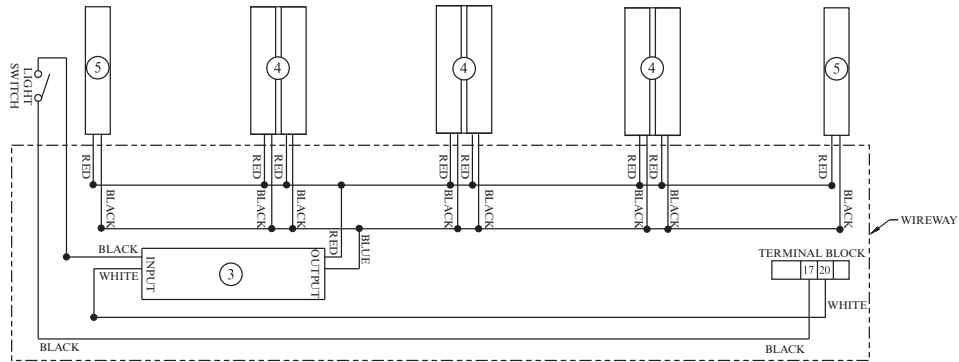 5
4
4
4
5
LIGHT
SWITCH
RED
BLACK
RED
BLACK
RED
BLACK
RED
BLACK
RED
BLACK
RED
BLACK
RED
BLACK
RED
BLACK
WIREWAY
BLACK
WHITE
INPUT
3
OUTPUT
RED
BLUE
TERMINAL BLOCK
17
20
WHITE
BLACK
BLACK